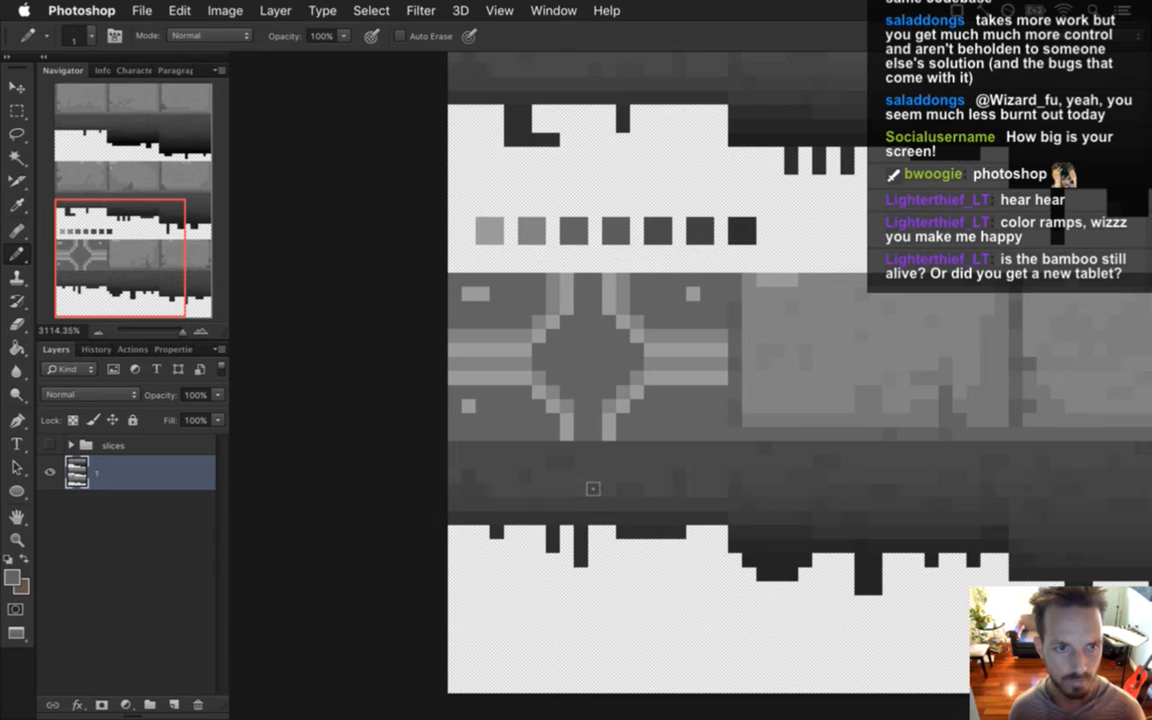 Photoshop File Edit Image Layer Type Select Filter 3D View Window Help
1 Mode: Normal Opacity: 100% Auto Erase
Navigator Info Characte Paragrap
3114.35%
Layers History Actions Propertie
Kind
Normal Opacity: 100%
Lock: Fill: 100%
slices
1
saladdongs takes more work but
you get much much more control
and aren't beholden to someone
else's solution (and the bugs that
come with it)
saladdongs @Wizard_fu, yeah, you
seem much less burnt out today
Socialusername How big is your
screen!
bwoogie photoshop
Lighterthief_LT: hear hear
Lighterthief_LT: color ramps, wizzz
you make me happy
Lighterthief_LT: is the bamboo still
alive? Or did you get a new tablet?